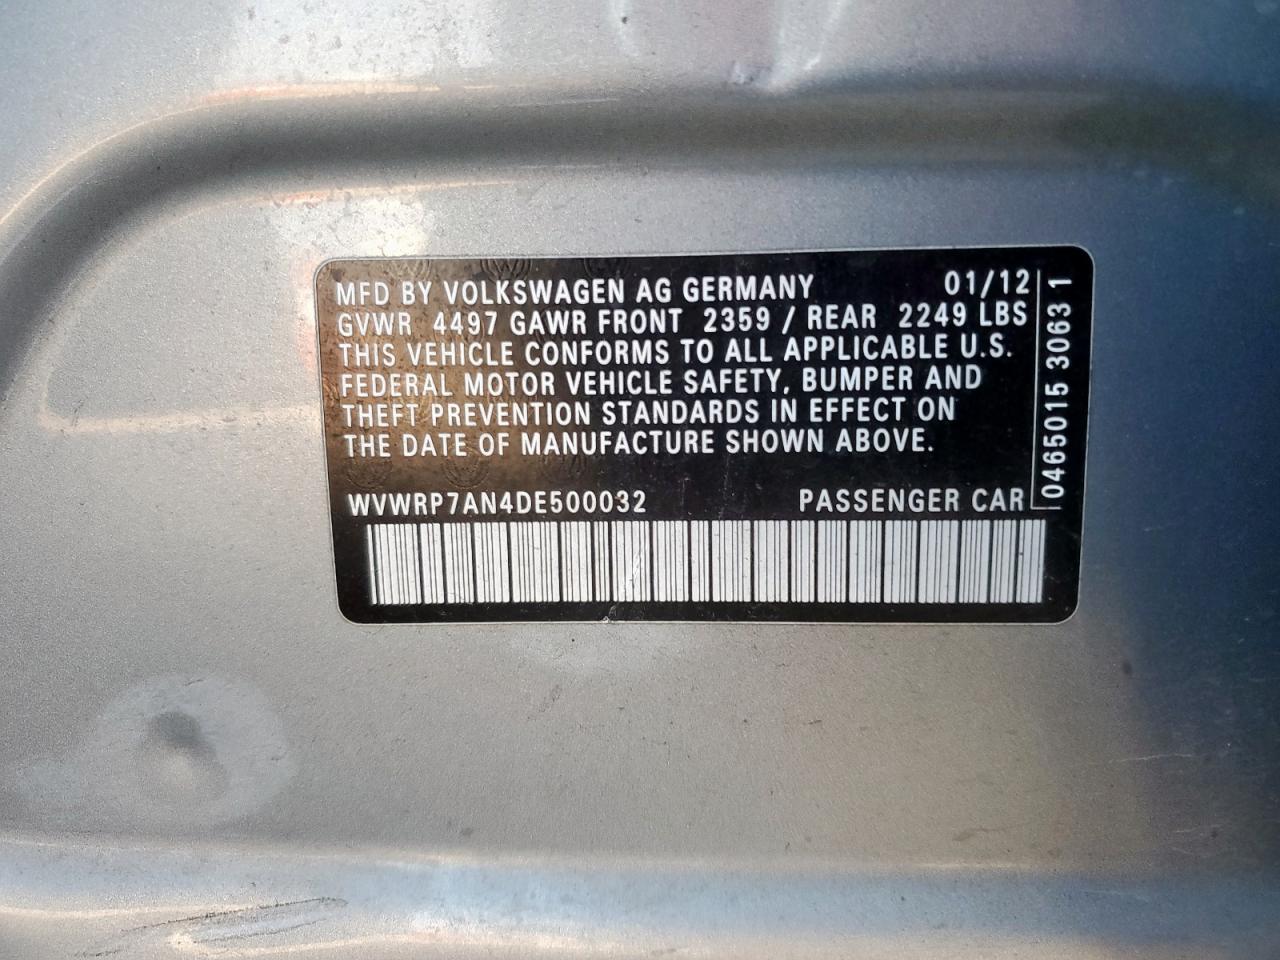 MFD BY VOLKSWAGEN AG GERMANY 01/12
GVWR 4497 GAWR FRONT 2359 / REAR 2249 LBS
THIS VEHICLE CONFORMS TO ALL APPLICABLE U.S.
FEDERAL MOTOR VEHICLE SAFETY, BUMPER AND
THEFT PREVENTION STANDARDS IN EFFECT ON
THE DATE OF MANUFACTURE SHOWN ABOVE.
WVWRP7AN4DE500032 PASSENGER CAR
0465015 30631